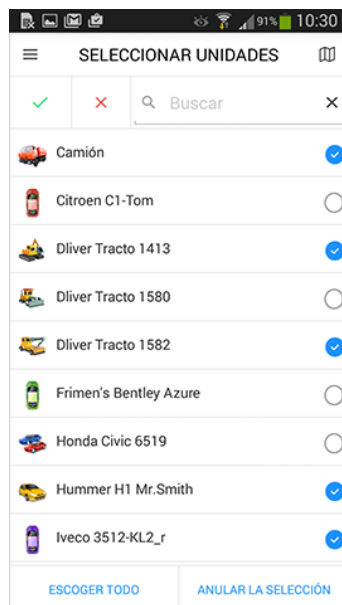 91% 10:30
SELECCIONAR UNIDADES
Buscar
Camión
Citroen C1-Tom
Dliver Tracto 1413
Dliver Tracto 1580
Dliver Tracto 1582
Frimen's Bentley Azure
Honda Civic 6519
Hummer H1 Mr.Smith
Iveco 3512-KL2_r
ESCOGER TODO ANULAR LA SELECCIÓN